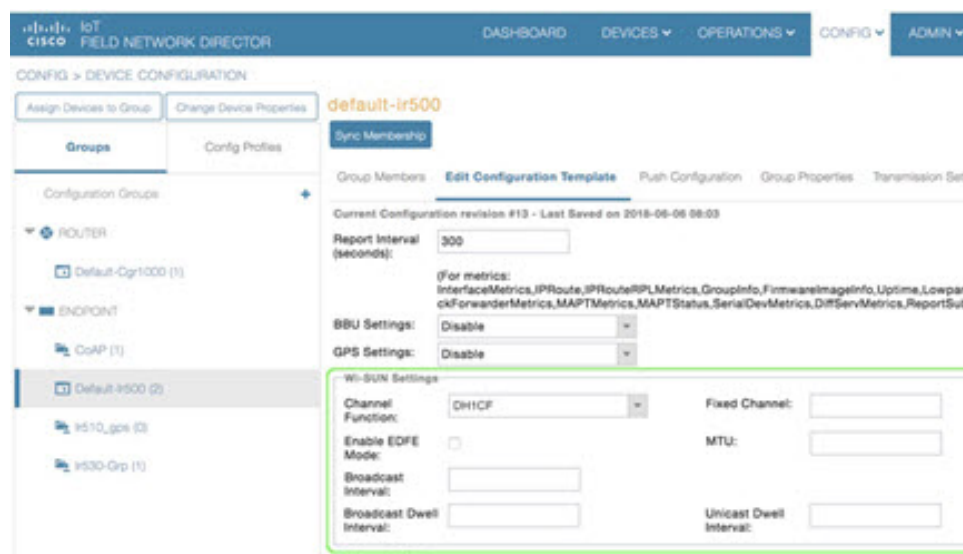 cisco IoT
FIELD NETWORK DIRECTOR
DASHBOARD DEVICES OPERATIONS CONFIG ADMIN
CONFIG > DEVICE CONFIGURATION
Assign Devices to Group Change Device Properties
Groups Config Profiles
Configuration Groups +
ROUTER
Default-Cgr1000 (1)
ENDPOINT
CoAP (1)
Default-Ir500 (2)
Ir510_gps (0)
Ir530-Grp (1)
default-ir500
Sync Membership
Group Members Edit Configuration Template Push Configuration Group Properties Transmission Set
Current Configuration revision #13 - Last Saved on 2018-06-06 08:03
Report Interval (seconds): 300
(For metrics:
InterfaceMetrics,IPRoute,IPRouteRPLMetrics,GroupInfo,FirmwareImageInfo,Uptime,Lowpan
ckForwarderMetrics,MAPTMetrics,MAPTStatus,SerialDevMetrics,DiffServMetrics,ReportSub
BBU Settings: Disable
GPS Settings: Disable
Wi-SUN Settings
Channel Function: DH1CF Fixed Channel:
Enable EDFE Mode: MTU:
Broadcast Interval:
Broadcast Dwell Interval: Unicast Dwell Interval: